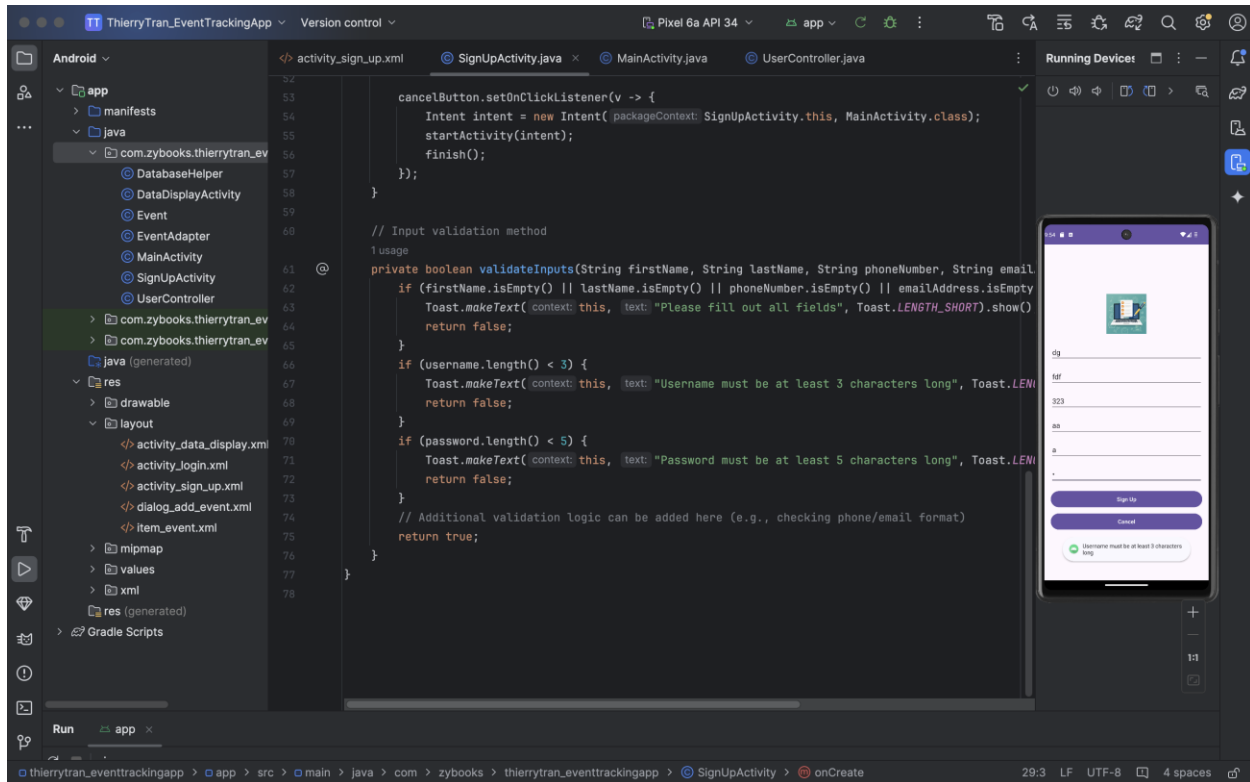 TT ThierryTran_EventTrackingApp Version control Pixel 6a API 34 app
Android
activity_sign_up.xml SignUpActivity.java MainActivity.java UserController.java
Running Devices
app
manifests
java
com.zybooks.thierrytran_ev
DatabaseHelper
DataDisplayActivity
Event
EventAdapter
MainActivity
SignUpActivity
UserController
com.zybooks.thierrytran_ev
com.zybooks.thierrytran_ev
java (generated)
res
drawable
layout
activity_data_display.xml
activity_login.xml
activity_sign_up.xml
dialog_add_event.xml
item_event.xml
mipmap
values
xml
res (generated)
Gradle Scripts
52
53 cancelButton.setOnClickListener(v -> {
54 Intent intent = new Intent( packageContext: SignUpActivity.this, MainActivity.class);
55 startActivity(intent);
56 finish();
57 });
58 }
59
60 // Input validation method
1 usage
61 @ private boolean validateInputs(String firstName, String lastName, String phoneNumber, String email
62 if (firstName.isEmpty() || lastName.isEmpty() || phoneNumber.isEmpty() || emailAddress.isEmpty
63 Toast.makeText( context: this, text: "Please fill out all fields", Toast.LENGTH_SHORT).show()
64 return false;
65 }
66 if (username.length() < 3) {
67 Toast.makeText( context: this, text: "Username must be at least 3 characters long", Toast.LEN
68 return false;
69 }
70 if (password.length() < 5) {
71 Toast.makeText( context: this, text: "Password must be at least 5 characters long", Toast.LEN
72 return false;
73 }
74 // Additional validation logic can be added here (e.g., checking phone/email format)
75 return true;
76 }
77 }
78
dg
fdf
323
aa
a
Sign Up
Cancel
Username must be at least 3 characters
long
1:1
Run app
thierrytran_eventtrackingapp > app > src > main > java > com > zybooks > thierrytran_eventtrackingapp > SignUpActivity > onCreate 29:3 LF UTF-8 4 spaces